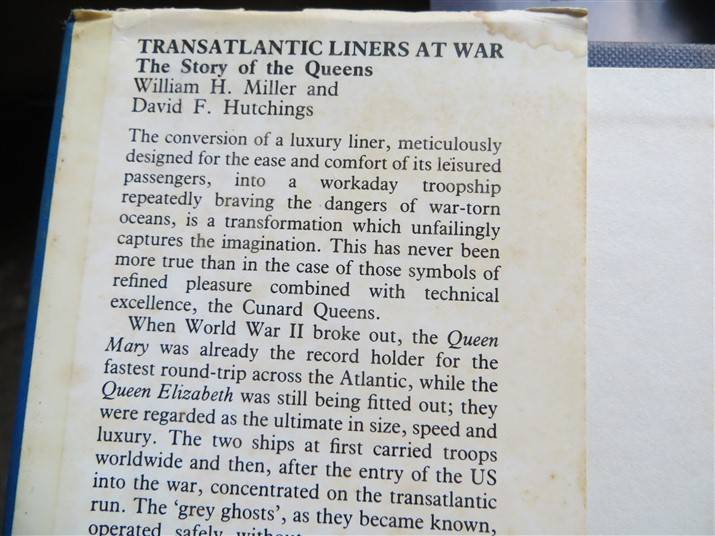 TRANSATLANTIC LINERS AT WAR
The Story of the Queens
William H. Miller and
David F. Hutchings
The conversion of a luxury liner, meticulously
designed for the ease and comfort of its leisured
passengers, into a workaday troopship
repeatedly braving the dangers of war-torn
oceans, is a transformation which unfailingly
captures the imagination. This has never been
more true than in the case of those symbols of
refined pleasure combined with technical
excellence, the Cunard Queens.
When World War II broke out, the Queen
Mary was already the record holder for the
fastest round-trip across the Atlantic, while the
Queen Elizabeth was still being fitted out; they
were regarded as the ultimate in size, speed and
luxury. The two ships at first carried troops
worldwide and then, after the entry of the US
into the war, concentrated on the transatlantic
run. The ‘grey ghosts’, as they became known,
operated safely without